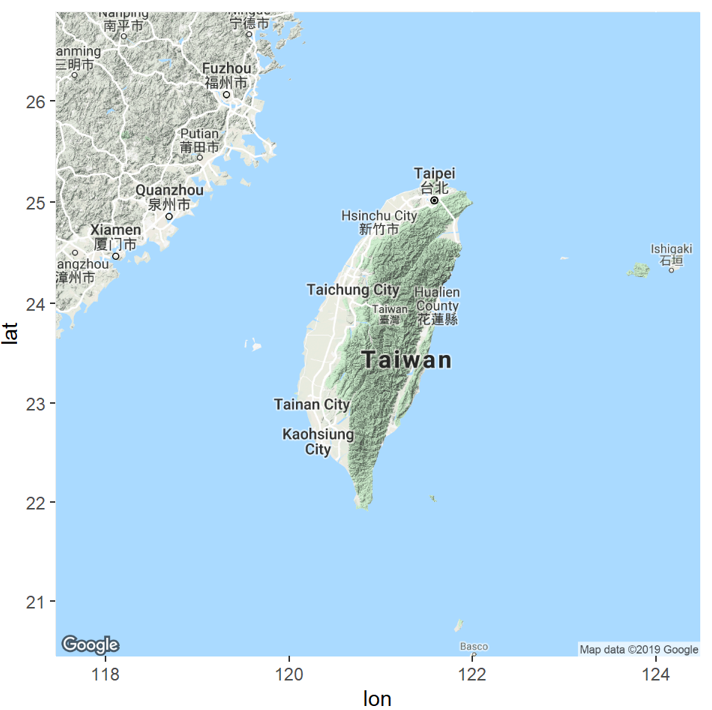 Nanping
南平市
宁德市
anming
三明市
Fuzhou
福州市
26
Putian
莆田市
Taipei
台北
25
Quanzhou
泉州市
Hsinchu City
新竹市
Xiamen
厦门市
Ishigaki
石垣
angzhou
漳州市
24
Taichung City
Hualien
County
花蓮縣
Taiwan
臺灣
lat
Taiwan
23
Tainan City
Kaohsiung
City
22
21
Google
Basco
Map data ©2019 Google
118
120
122
124
lon